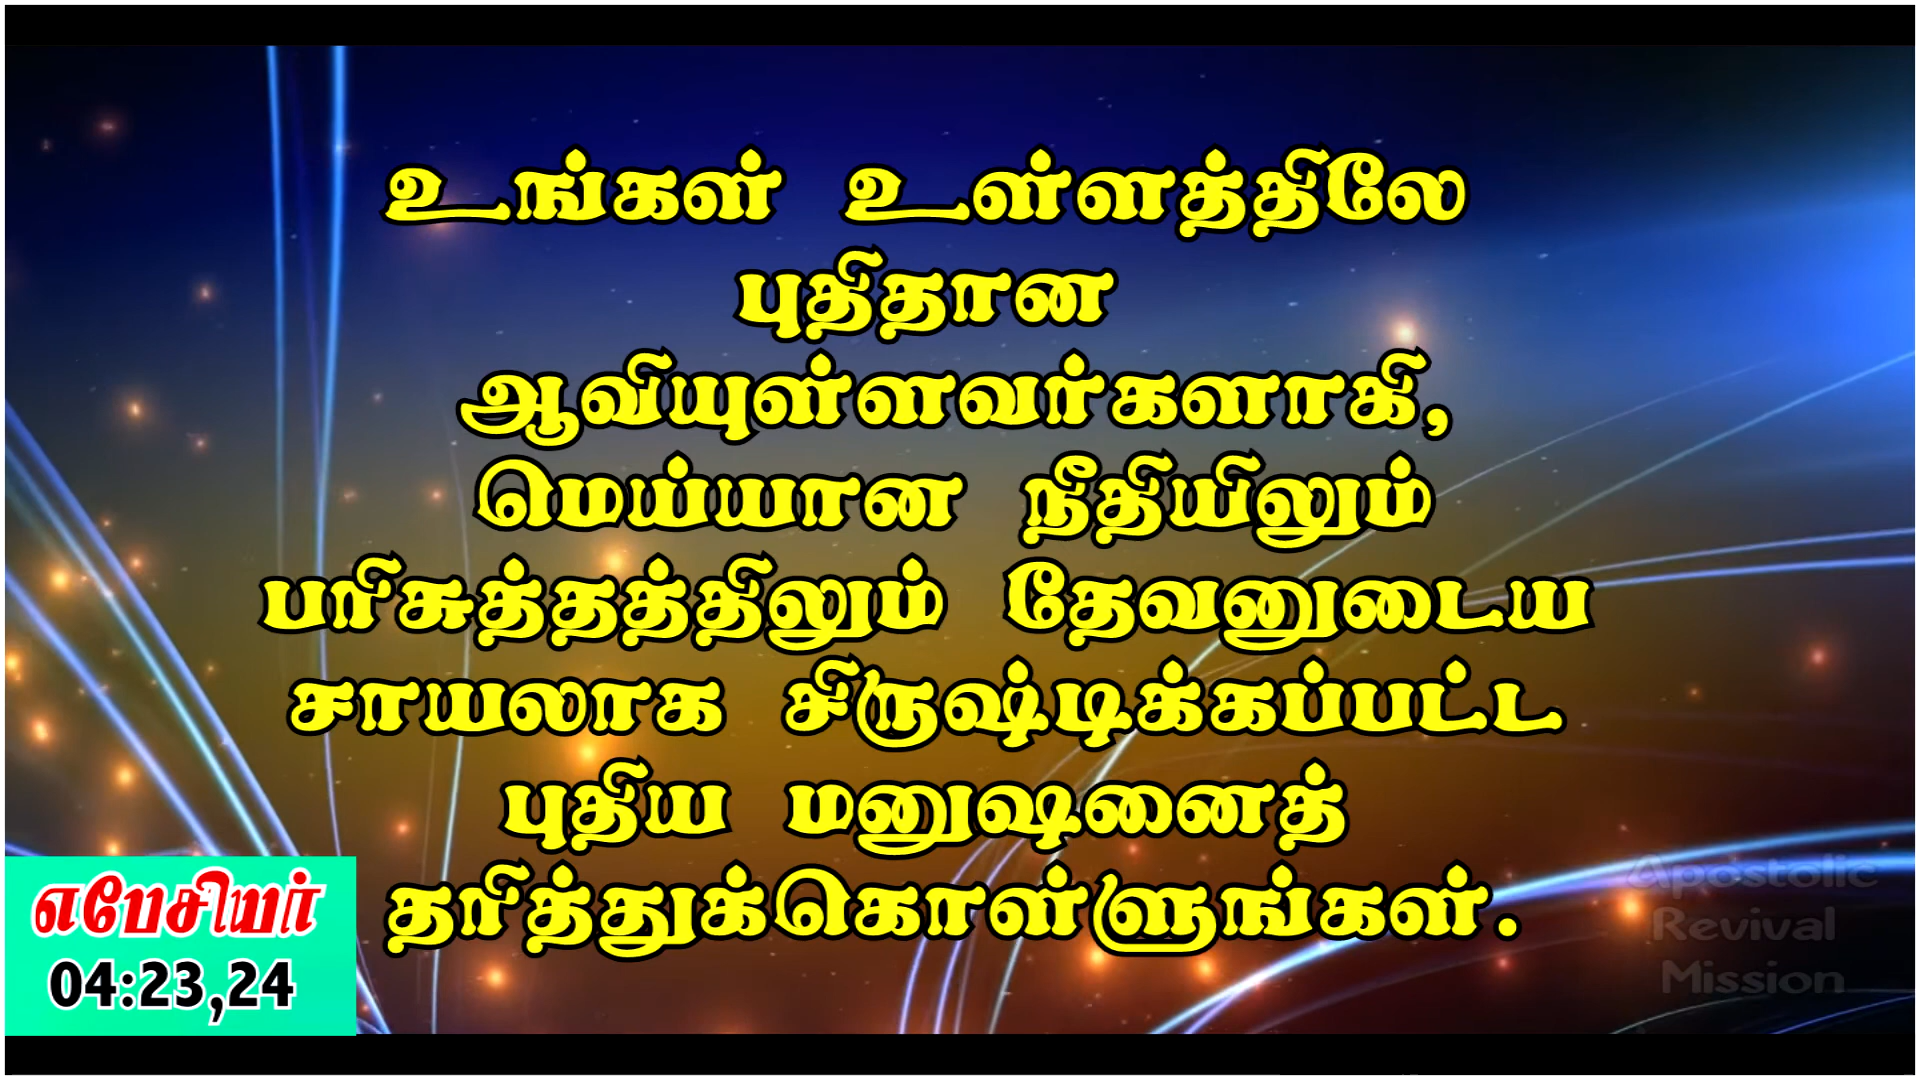 உங்கள் உள்ளத்திலே
புதிதான
ஆவியுள்ளவர்களாகி,
மெய்யான நீதியிலும்
பரிசுத்தத்திலும் தேவனுடைய
சாயலாக சிருஷ்டிக்கப்பட்ட
புதிய மனுஷனைத்
தரித்துக்கொள்ளுங்கள்.
எபேசியர்
04:23,24
Apostolic
Revival
Mission